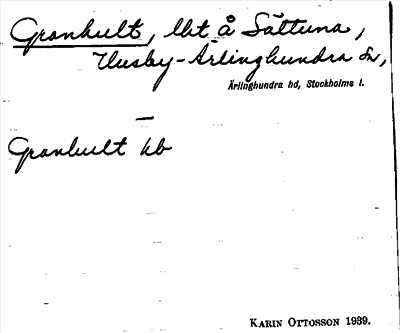 Granhult, lht å Sättuna,
Husby-Ärlinghundra sn,
Ärlinghundra hd, Stockholms l.
—
Granhult kb
KARIN OTTOSSON 1939.